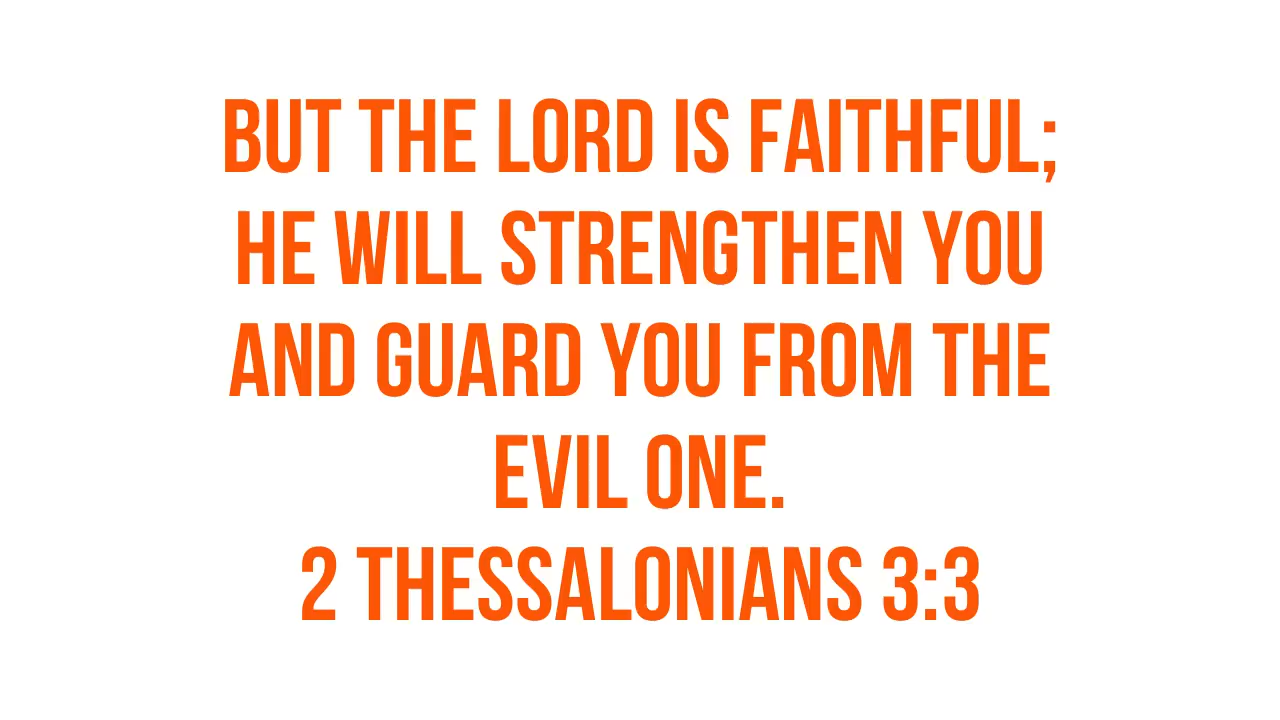 BUT THE LORD IS FAITHFUL;
HE WILL STRENGTHEN YOU
AND GUARD YOU FROM THE
EVIL ONE.
2 THESSALONIANS 3:3